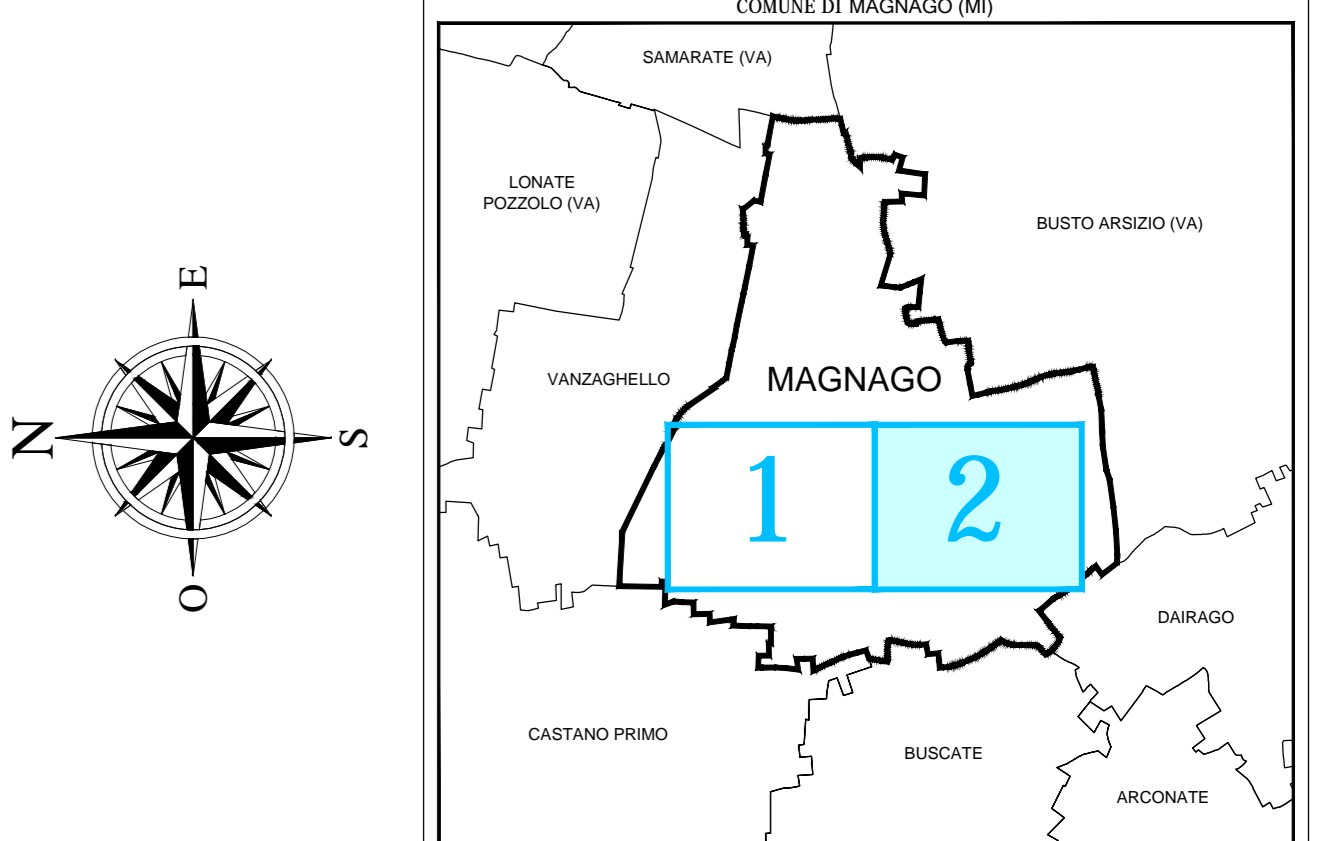 COMUNE DI MAGNAGO (MI)
SAMARATE (VA)
LONATE
POZZOLO (VA)
BUSTO ARSIZIO (VA)
E
VANZAGHELLO
MAGNAGO
N
S
1
2
O
DAIRAGO
CASTANO PRIMO
BUSCATE
ARCONATE